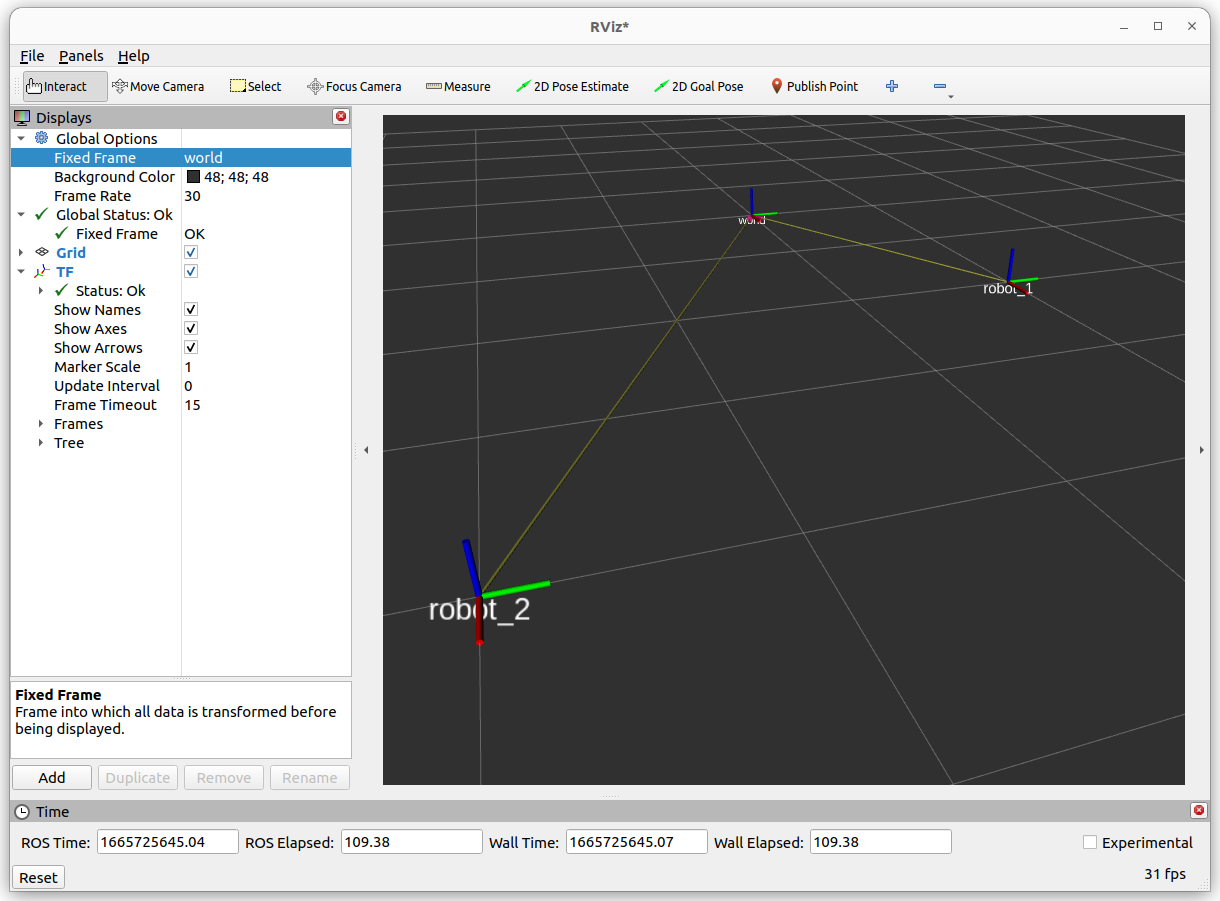 RViz*
File Panels Help
Interact Move Camera Select Focus Camera Measure 2D Pose Estimate 2D Goal Pose Publish Point
Displays
Global Options
Fixed Frame world
Background Color 48; 48; 48
Frame Rate 30
Global Status: Ok
Fixed Frame OK
Grid
TF
Status: Ok
Show Names
Show Axes
Show Arrows
Marker Scale 1
Update Interval 0
Frame Timeout 15
Frames
Tree
world
robot_1
robot_2
Fixed Frame
Frame into which all data is transformed before
being displayed.
Add Duplicate Remove Rename
Time
ROS Time: 1665725645.04 ROS Elapsed: 109.38 Wall Time: 1665725645.07 Wall Elapsed: 109.38 Experimental
Reset 31 fps